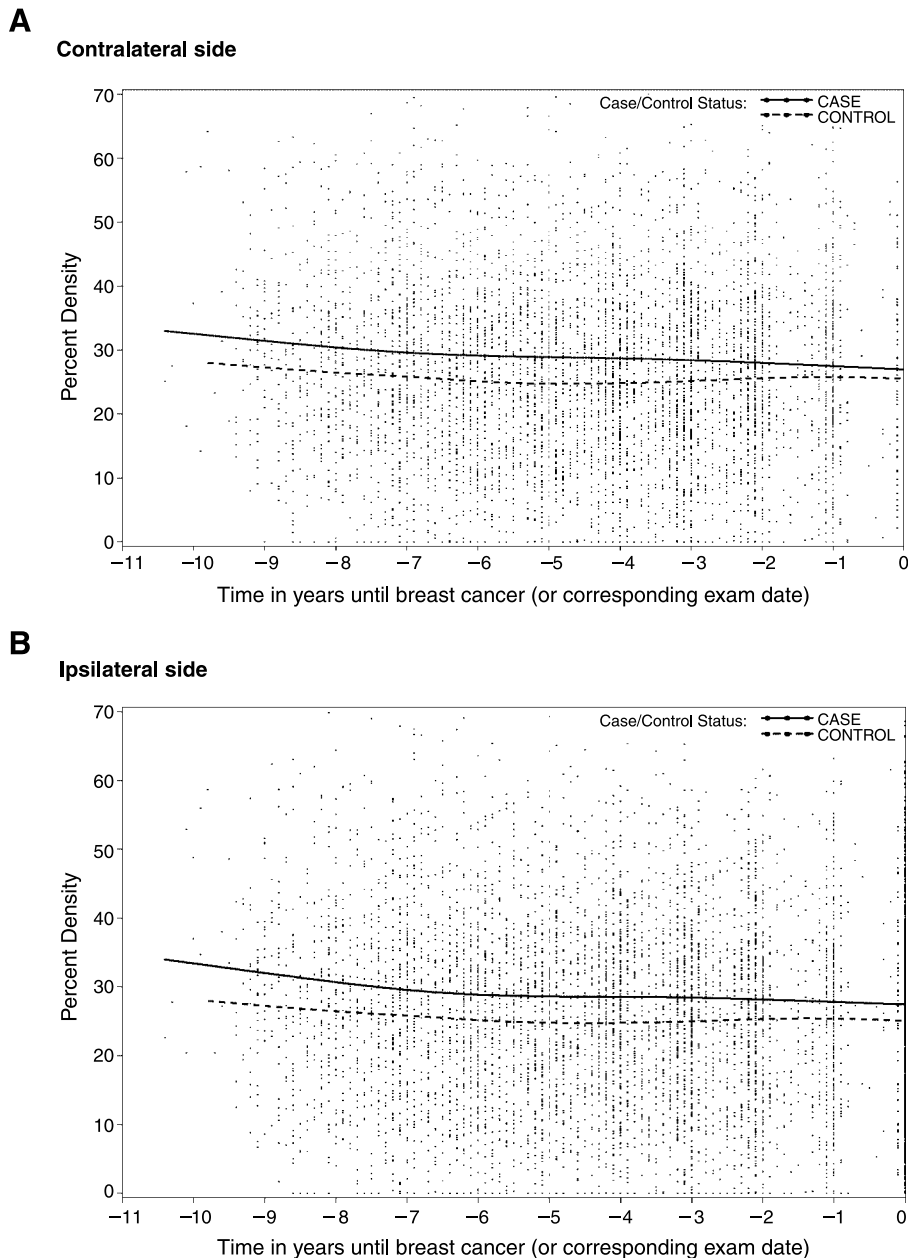 A
Contralateral side
Case/Control Status: CASE
CONTROL
70
60
50
40
30
20
10
0
Percent Density
−11 −10 −9 −8 −7 −6 −5 −4 −3 −2 −1 0
Time in years until breast cancer (or corresponding exam date)
B
Ipsilateral side
Case/Control Status: CASE
CONTROL
70
60
50
40
30
20
10
0
Percent Density
−11 −10 −9 −8 −7 −6 −5 −4 −3 −2 −1 0
Time in years until breast cancer (or corresponding exam date)